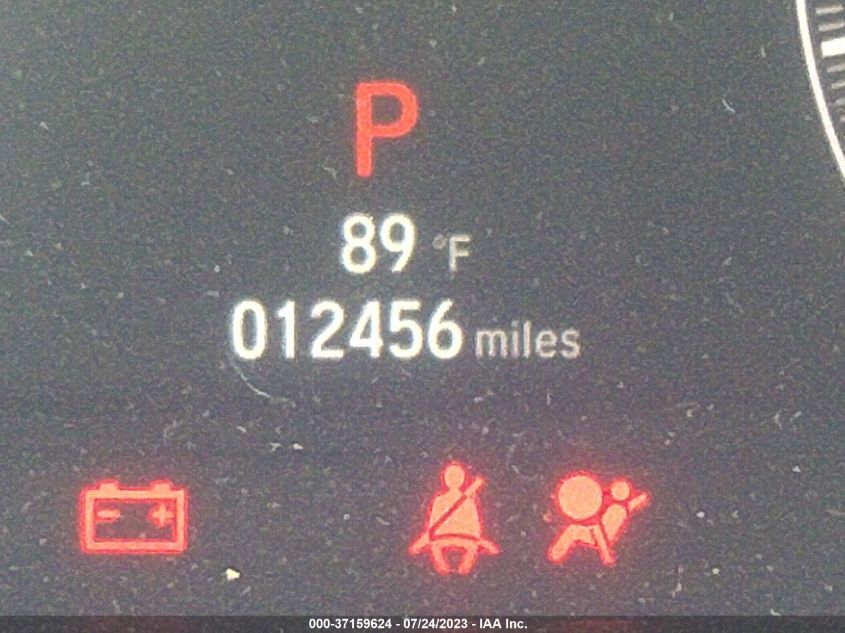 P
89 °F
012456 miles
000-37159624 - 07/24/2023 - IAA Inc.